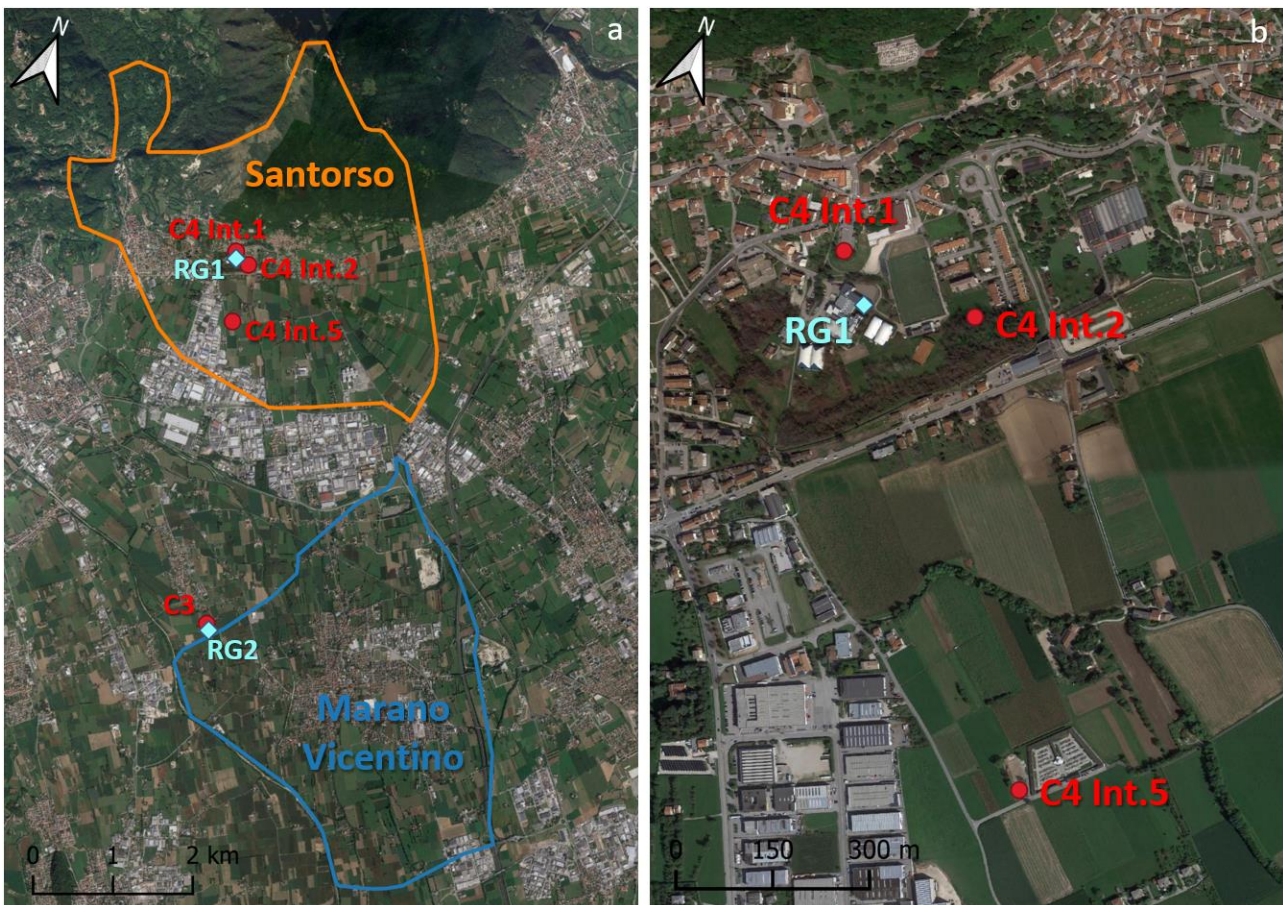 N
a
Santorso
C4 Int.1
RG1
C4 Int.2
C4 Int.5
C3
RG2
Marano
Vicentino
0 1 2 km
N
b
C4 Int.1
RG1
C4 Int.2
C4 Int.5
0 150 300 m